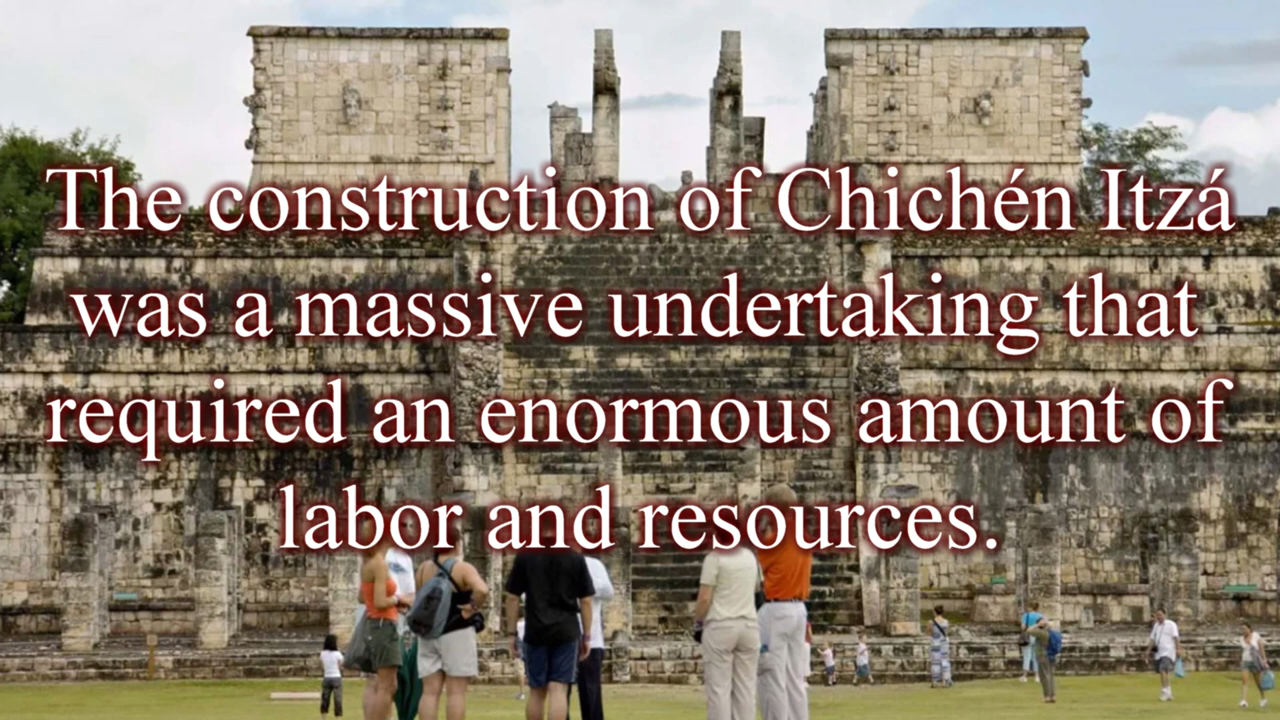 The construction of Chichén Itzá
was a massive undertaking that
required an enormous amount of
labor and resources.